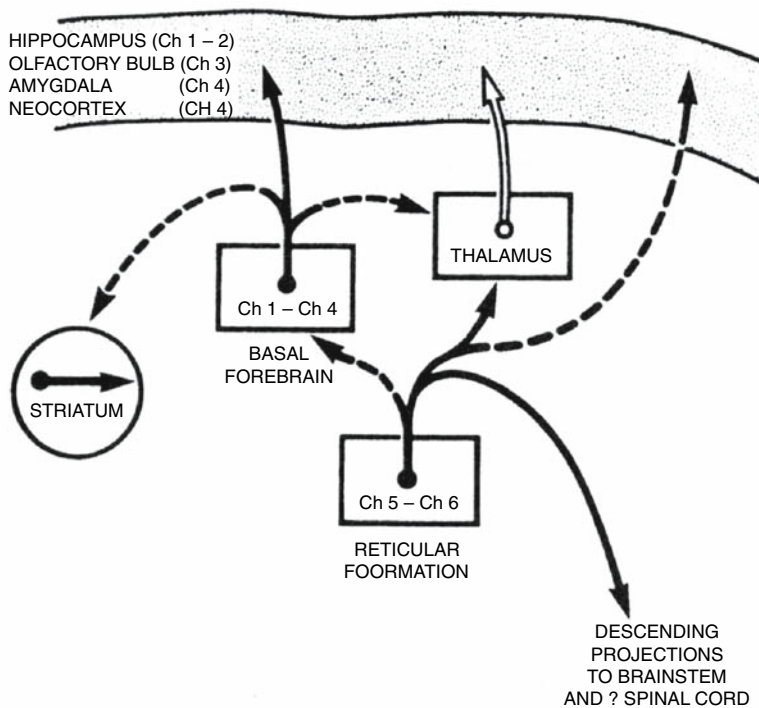 HIPPOCAMPUS (Ch 1 – 2)
OLFACTORY BULB (Ch 3)
AMYGDALA (Ch 4)
NEOCORTEX (CH 4)
THALAMUS
Ch 1 – Ch 4
BASAL
FOREBRAIN
STRIATUM
Ch 5 – Ch 6
RETICULAR
FOORMATION
DESCENDING
PROJECTIONS
TO BRAINSTEM
AND ? SPINAL CORD